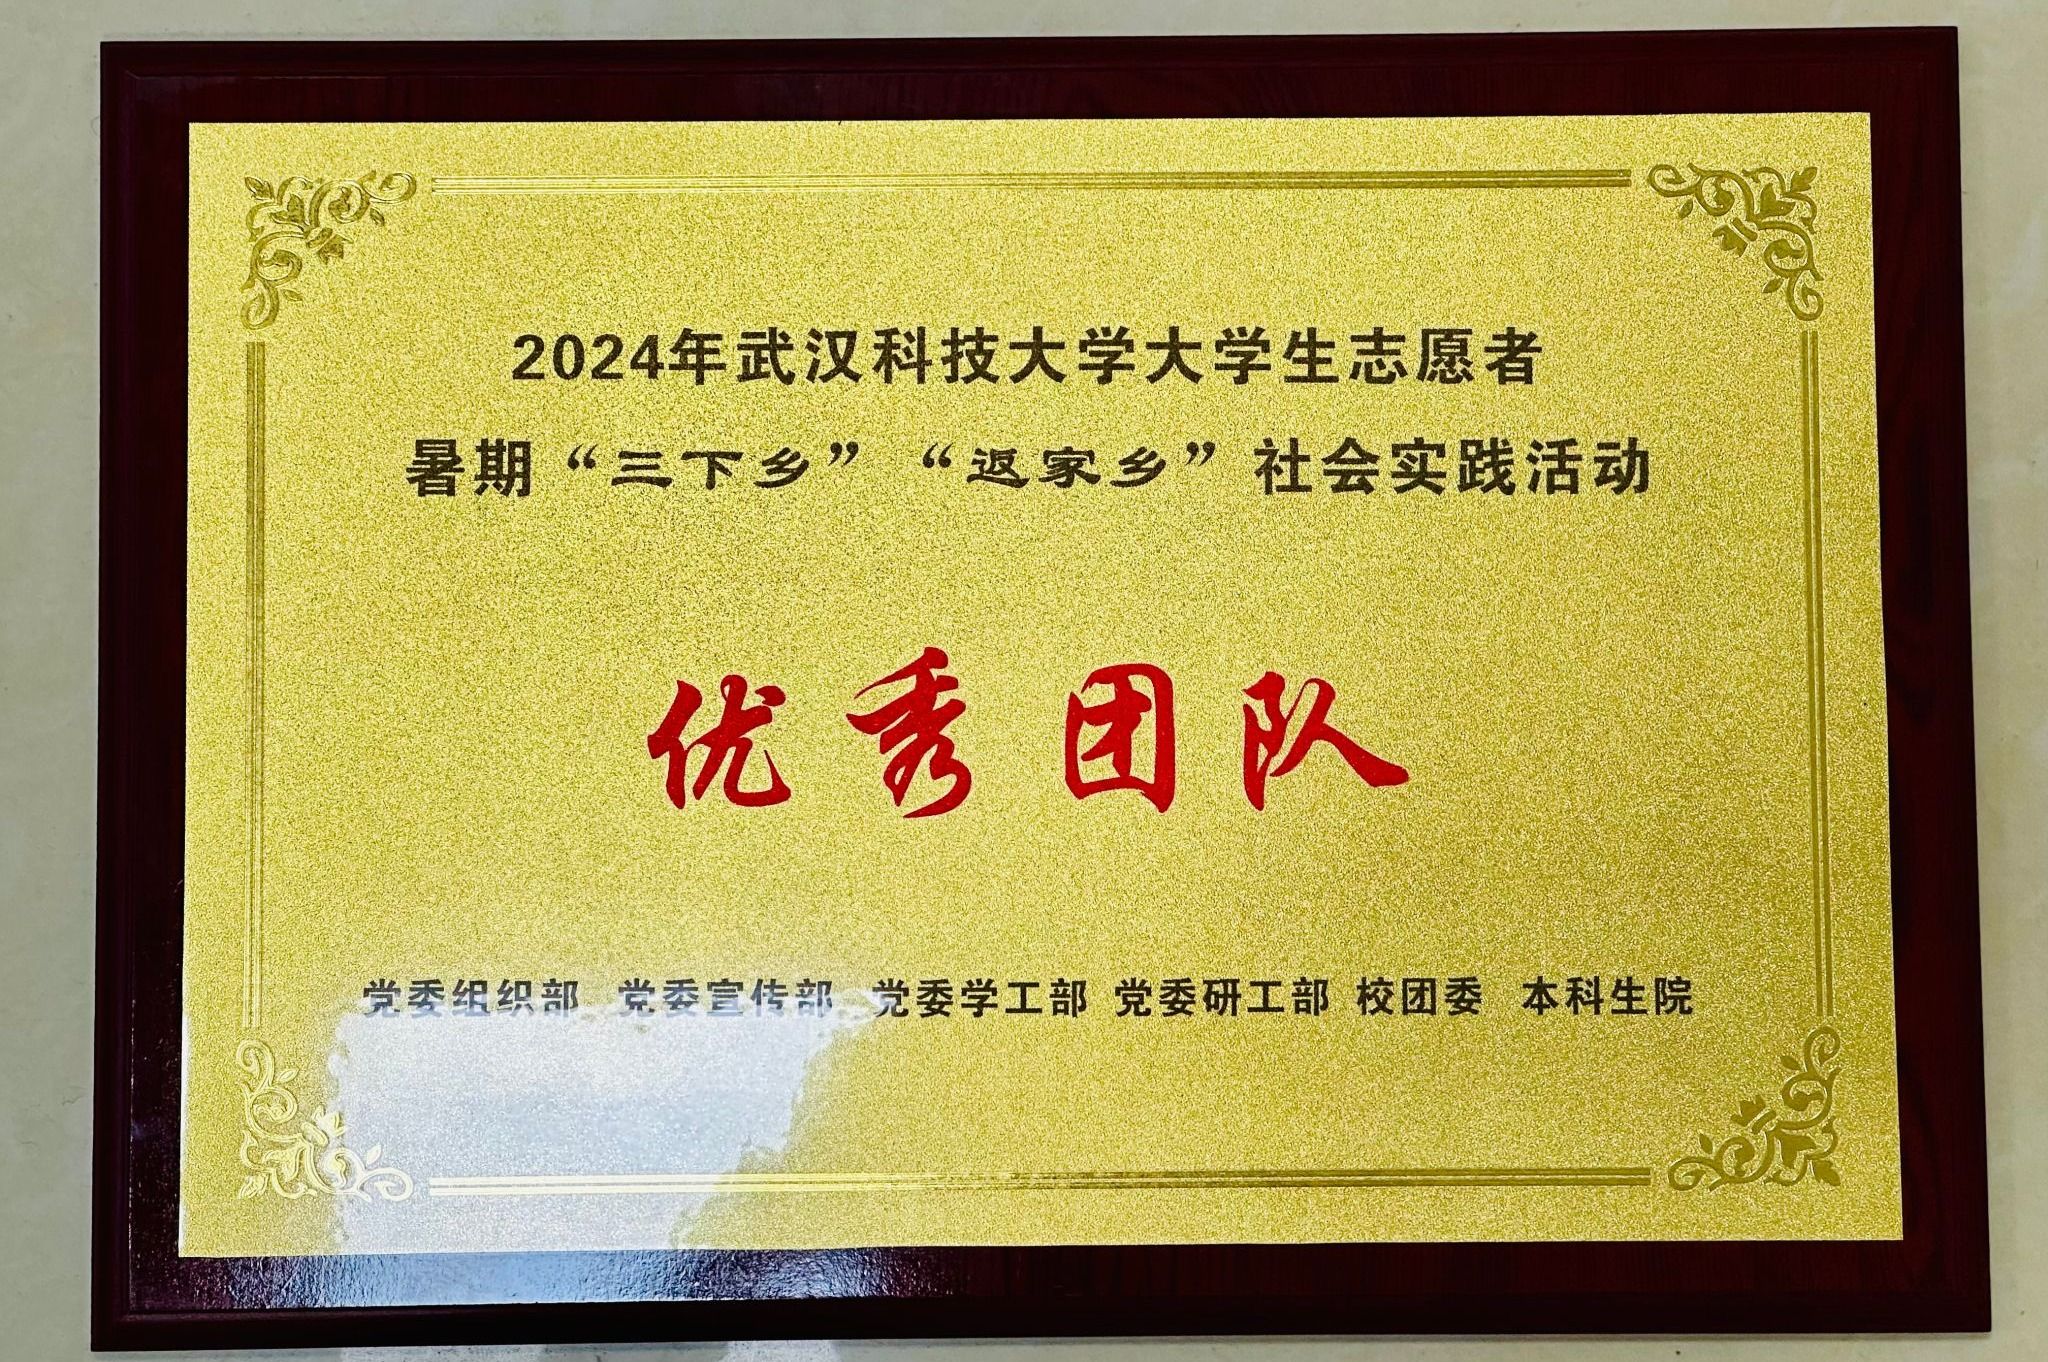 2024年武汉科技大学大学生志愿者
暑期“三下乡”“返家乡”社会实践活动
优秀团队
党委组织部 党委宣传部 党委学工部 党委研工部 校团委 本科生院